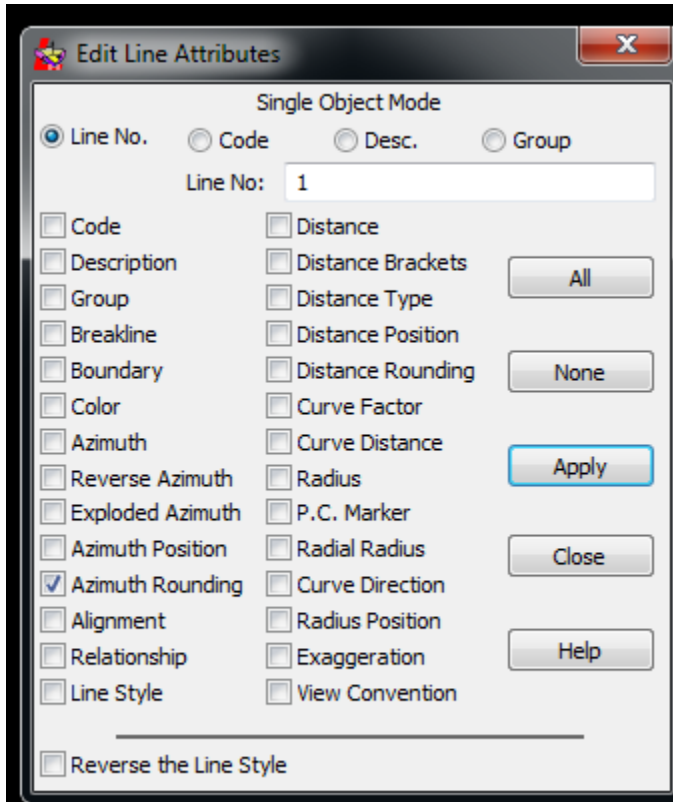 Edit Line Attributes
Single Object Mode
Line No. Code Desc. Group
Line No: 1
Code
Description
Group
Breakline
Boundary
Color
Azimuth
Reverse Azimuth
Exploded Azimuth
Azimuth Position
Azimuth Rounding
Alignment
Relationship
Line Style
Distance
Distance Brackets
Distance Type
Distance Position
Distance Rounding
Curve Factor
Curve Distance
Radius
P.C. Marker
Radial Radius
Curve Direction
Radius Position
Exaggeration
View Convention
All
None
Apply
Close
Help
Reverse the Line Style